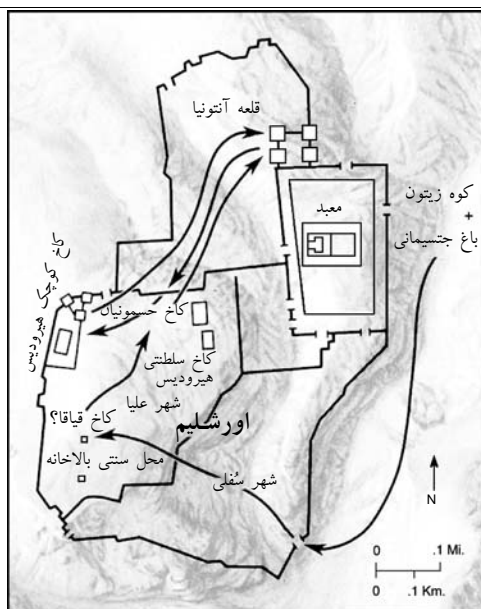 قلعه آنتونیا
کوه زیتون
+
باغ جتسیمانی
معبد
کاخ کوچک هیرودیس
کاخ حسمونیان
کاخ سلطنتی
هیرودیس
شهر علیا
کاخ قیافا؟
اورشلیم
محل سنتی بالاخانه
شهر سُفلی
N
0 .1 Mi.
0 .1 Km.